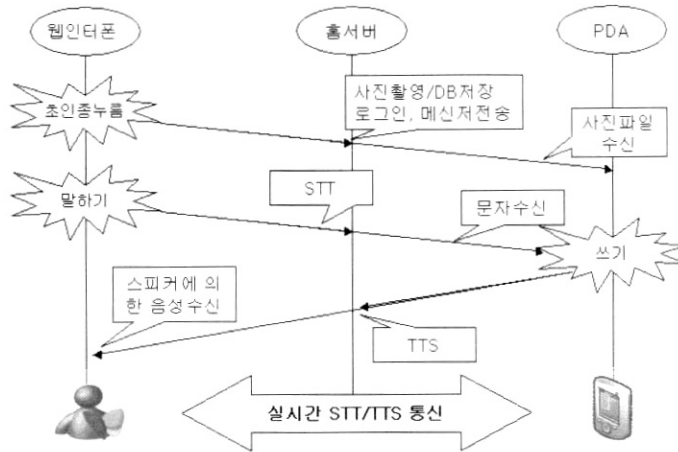 웹인터폰
홈서버
PDA
초인종누름
사진촬영/DB저장
로그인, 메신저전송
사진파일
수신
말하기
STT
문자수신
쓰기
스피커에 의
한 음성수신
TTS
실시간 STT/TTS 통신